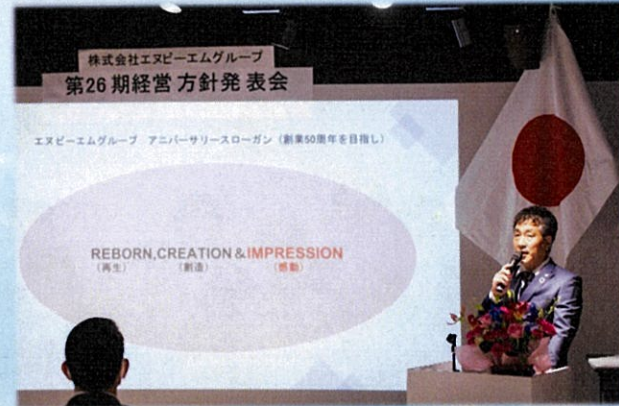 株式会社エヌピーエムグループ
第26期経営方針発表会
エヌピーエムグループ アニバーサリースローガン（創業50周年を目指し）
REBORN,CREATION&IMPRESSION
（再生） （創造） （感動）